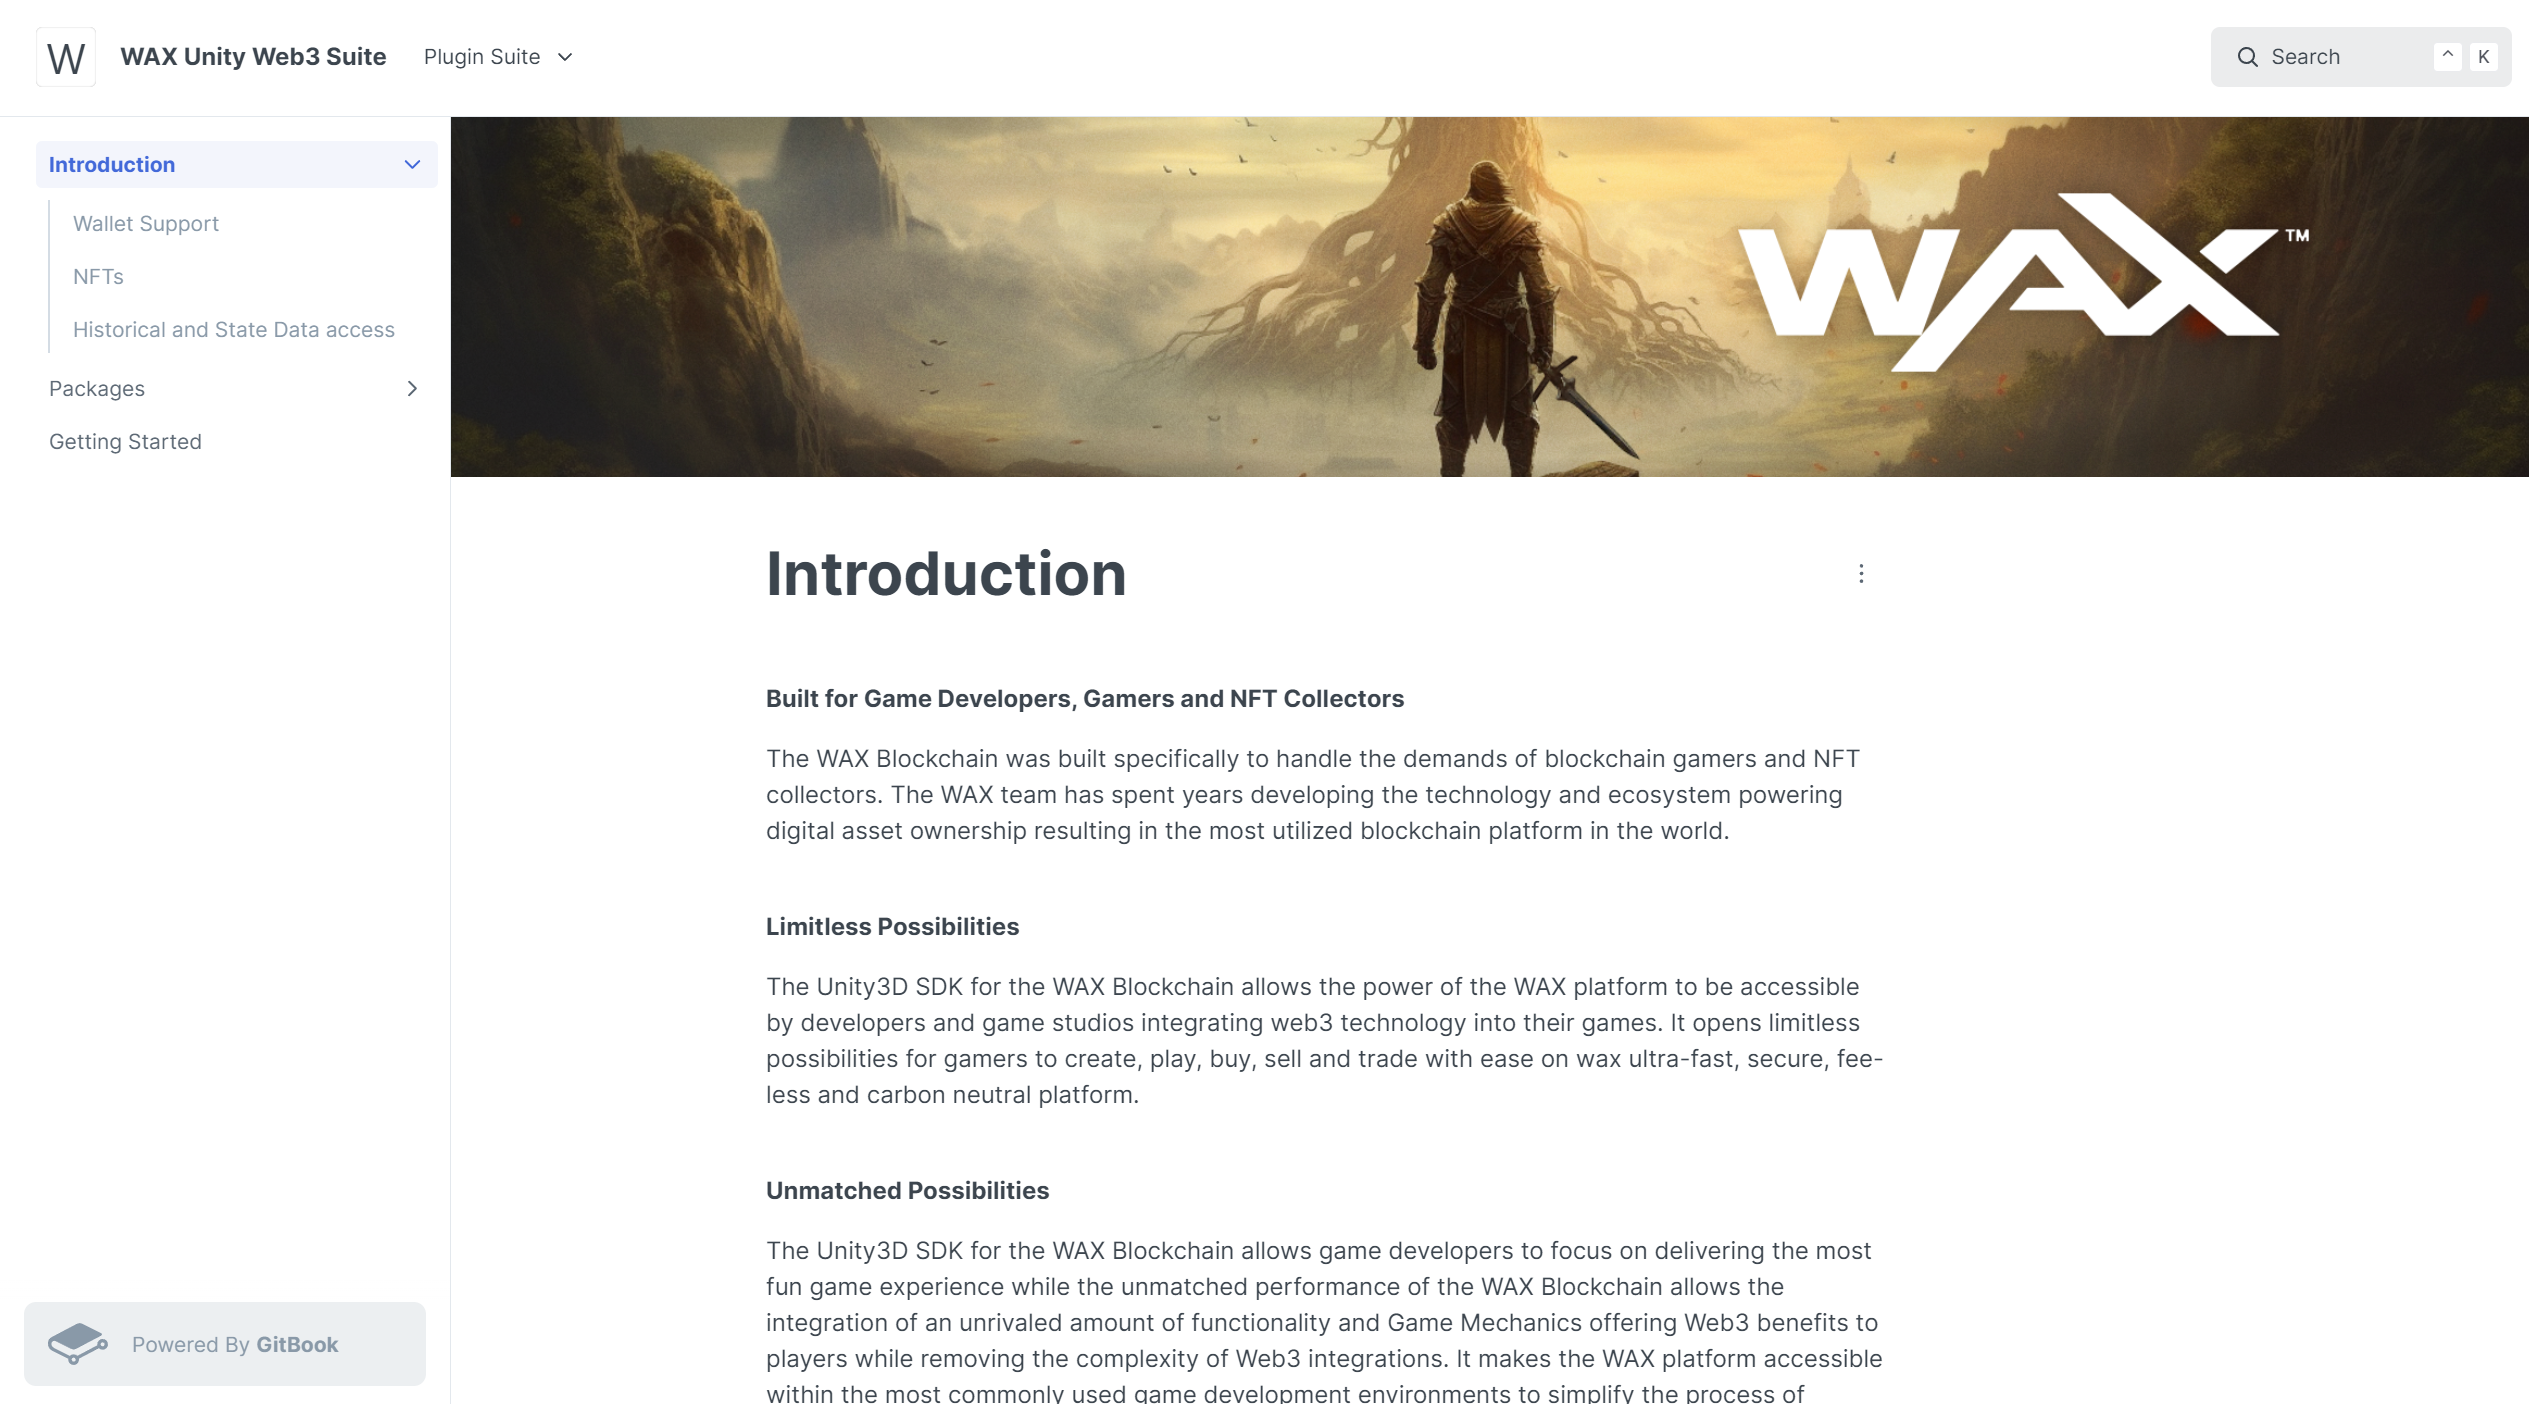 W
WAX Unity Web3 Suite
Plugin Suite
Search
^ K
Introduction
Wallet Support
NFTs
Historical and State Data access
Packages
Getting Started
Powered By GitBook
WAX™
Introduction
Built for Game Developers, Gamers and NFT Collectors
The WAX Blockchain was built specifically to handle the demands of blockchain gamers and NFT
collectors. The WAX team has spent years developing the technology and ecosystem powering
digital asset ownership resulting in the most utilized blockchain platform in the world.
Limitless Possibilities
The Unity3D SDK for the WAX Blockchain allows the power of the WAX platform to be accessible
by developers and game studios integrating web3 technology into their games. It opens limitless
possibilities for gamers to create, play, buy, sell and trade with ease on wax ultra-fast, secure, fee-
less and carbon neutral platform.
Unmatched Possibilities
The Unity3D SDK for the WAX Blockchain allows game developers to focus on delivering the most
fun game experience while the unmatched performance of the WAX Blockchain allows the
integration of an unrivaled amount of functionality and Game Mechanics offering Web3 benefits to
players while removing the complexity of Web3 integrations. It makes the WAX platform accessible
within the most commonly used game development environments to simplify the process of